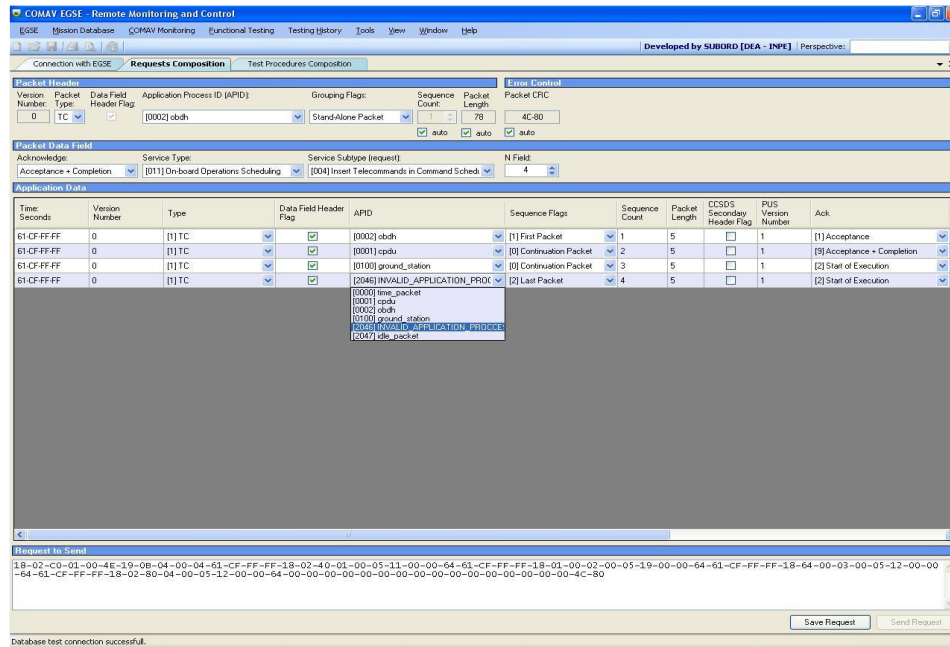 COMAV EGSE - Remote Monitoring and Control
EGSE Mission Database COMAV Monitoring Functional Testing Testing History Tools View Window Help
Developed by SUBORD [DEA - INPE] Perspective:
Connection with EGSE Requests Composition Test Procedures Composition
Packet Header Error Control
Version Number: Packet Type: Data Field Header Flag: Application Process ID (APID): Grouping Flags: Sequence Count: Packet Length Packet CRC
0 TC [0002] obdh Stand-Alone Packet 1 78 4C-80
auto auto auto
Packet Data Field
Acknowledge: Service Type: Service Subtype (request): N Field:
Acceptance + Completion [011] On-board Operations Scheduling [004] Insert Telecommands in Command Schedu 4
Application Data
Time: Seconds Version Number Type Data Field Header Flag APID Sequence Flags Sequence Count Packet Length CCSDS Secondary Header Flag PUS Version Number Ack
61-CF-FF-FF 0 [1] TC [0002] obdh [1] First Packet 1 5 1 [1] Acceptance
61-CF-FF-FF 0 [1] TC [0001] cpdu [0] Continuation Packet 2 5 1 [9] Acceptance + Completion
61-CF-FF-FF 0 [1] TC [0100] ground_station [0] Continuation Packet 3 5 1 [2] Start of Execution
61-CF-FF-FF 0 [1] TC [2046] INVALID_APPLICATION_PROC [2] Last Packet 4 5 1 [2] Start of Execution
[0000] time_packet
[0001] cpdu
[0002] obdh
[0100] ground_station
[2046] INVALID_APPLICATION_PROCCES
[2047] idle_packet
Request to Send
18-02-C0-01-00-4E-19-0B-04-00-04-61-CF-FF-FF-18-02-40-01-00-05-11-00-00-64-61-CF-FF-FF-18-01-00-02-00-05-19-00-00-64-61-CF-FF-FF-18-64-00-03-00-05-12-00-00
-64-61-CF-FF-FF-18-02-80-04-00-05-12-00-00-64-00-00-00-00-00-00-00-00-00-00-00-00-00-00-00-00-4C-80
Save Request Send Request
Database test connection successfull.